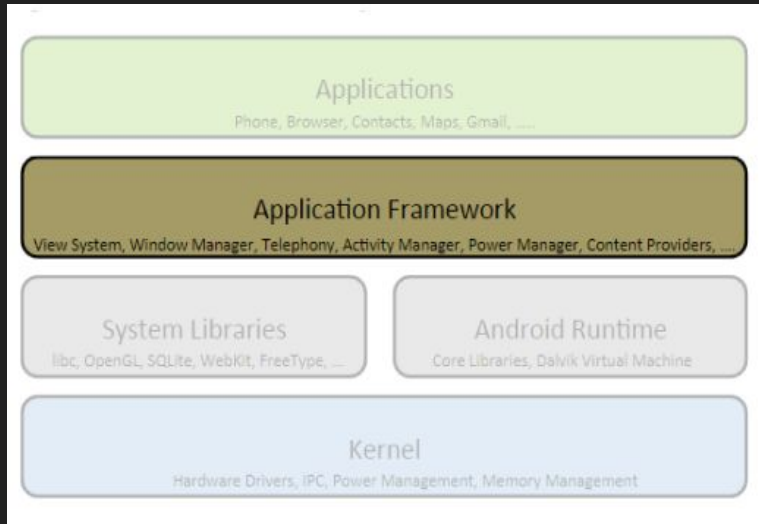 Applications
Phone, Browser, Contacts, Maps, Gmail, .....
Application Framework
View System, Window Manager, Telephony, Activity Manager, Power Manager, Content Providers, ....
System Libraries
libc, OpenGL, SQLite, WebKit, FreeType, ...
Android Runtime
Core Libraries, Dalvik Virtual Machine
Kernel
Hardware Drivers, IPC, Power Management, Memory Management